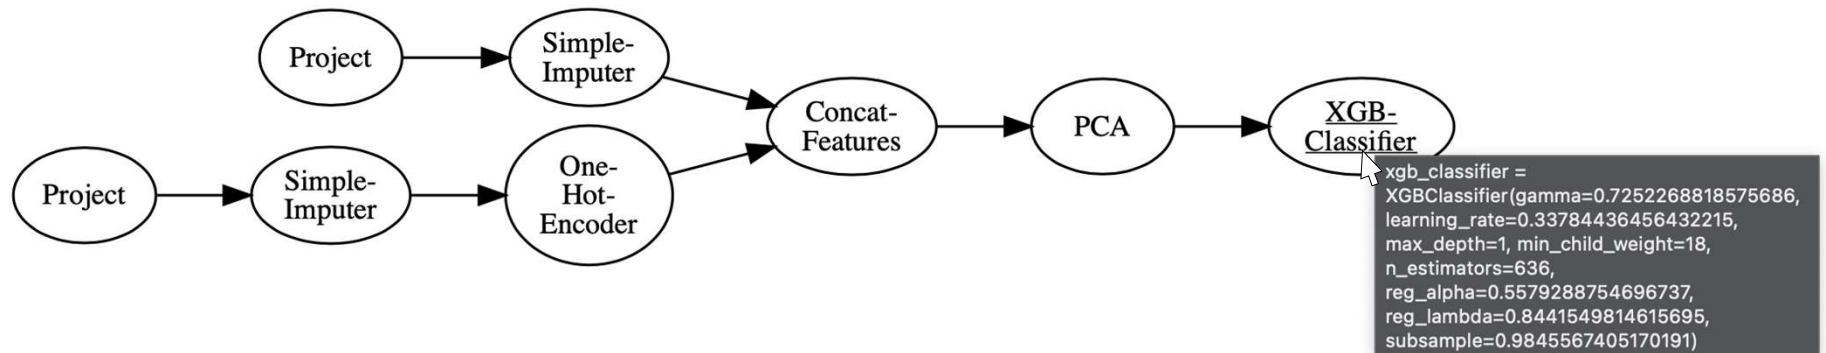 Project
Simple-
Imputer
Project
Simple-
Imputer
One-
Hot-
Encoder
Concat-
Features
PCA
XGB-
Classifier
xgb_classifier =
XGBClassifier(gamma=0.7252268818575686,
learning_rate=0.33784436456432215,
max_depth=1, min_child_weight=18,
n_estimators=636,
reg_alpha=0.5579288754696737,
reg_lambda=0.8441549814615695,
subsample=0.9845567405170191)